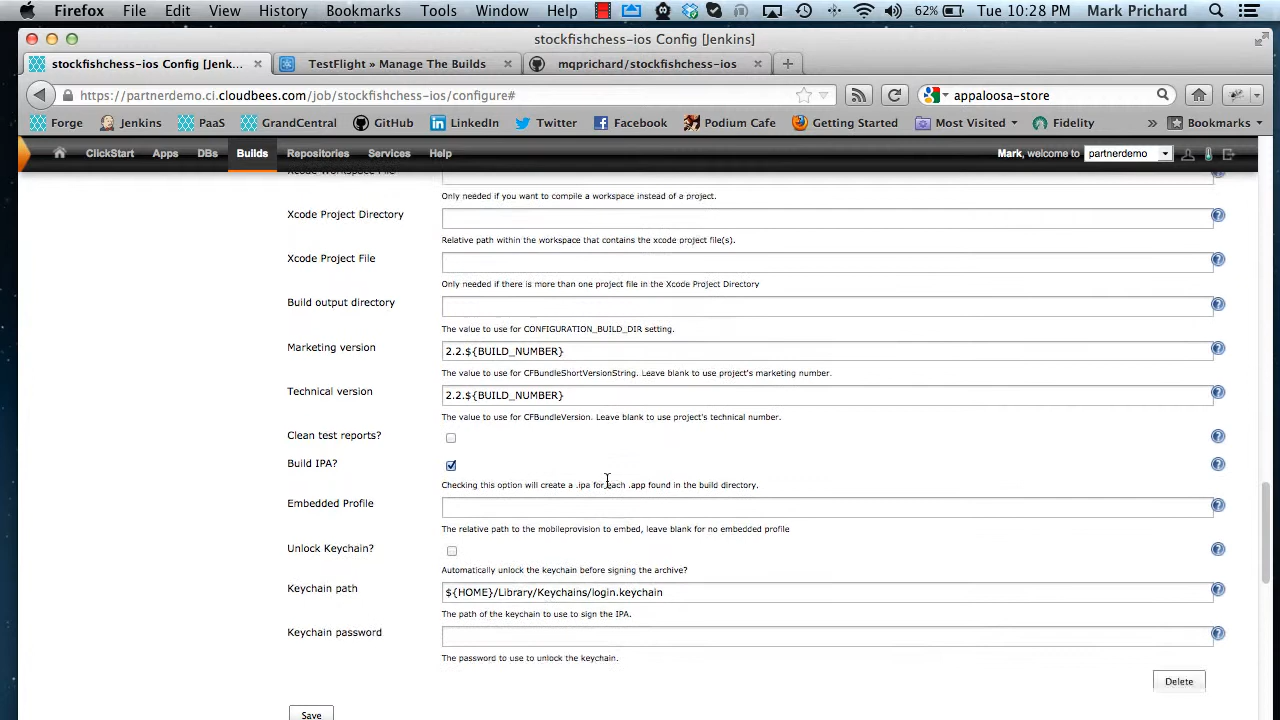 Firefox File Edit View History Bookmarks Tools Window Help 62% Tue 10:28 PM Mark Prichard
stockfishchess-ios Config [Jenkins]
stockfishchess-ios Config [Jenk... TestFlight » Manage The Builds mqprichard/stockfishchess-ios
https://partnerdemo.ci.cloudbees.com/job/stockfishchess-ios/configure# appaloosa-store
Forge Jenkins PaaS GrandCentral GitHub LinkedIn Twitter Facebook Podium Cafe Getting Started Most Visited Fidelity » Bookmarks
ClickStart Apps DBs Builds Repositories Services Help Mark, welcome to partnerdemo
Xcode Workspace File
Only needed if you want to compile a workspace instead of a project.
Xcode Project Directory
Relative path within the workspace that contains the xcode project file(s).
Xcode Project File
Only needed if there is more than one project file in the Xcode Project Directory
Build output directory
The value to use for CONFIGURATION_BUILD_DIR setting.
Marketing version 2.2.${BUILD_NUMBER}
The value to use for CFBundleShortVersionString. Leave blank to use project's marketing number.
Technical version 2.2.${BUILD_NUMBER}
The value to use for CFBundleVersion. Leave blank to use project's technical number.
Clean test reports?
Build IPA?
Checking this option will create a .ipa for each .app found in the build directory.
Embedded Profile
The relative path to the mobileprovision to embed, leave blank for no embedded profile
Unlock Keychain?
Automatically unlock the keychain before signing the archive?
Keychain path ${HOME}/Library/Keychains/login.keychain
The path of the keychain to use to sign the IPA.
Keychain password
The password to use to unlock the keychain.
Delete
Save